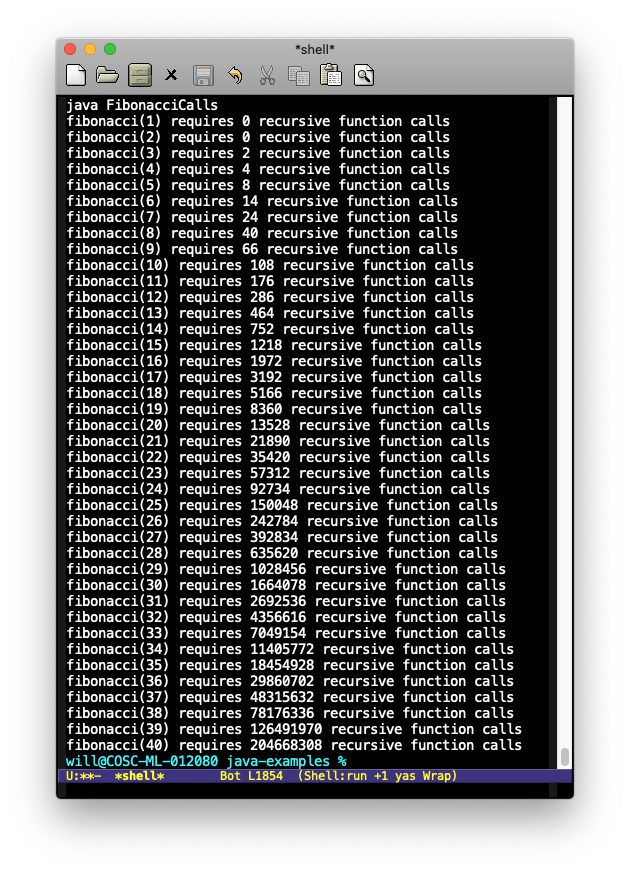 *shell*
java FibonacciCalls
fibonacci(1) requires 0 recursive function calls
fibonacci(2) requires 0 recursive function calls
fibonacci(3) requires 2 recursive function calls
fibonacci(4) requires 4 recursive function calls
fibonacci(5) requires 8 recursive function calls
fibonacci(6) requires 14 recursive function calls
fibonacci(7) requires 24 recursive function calls
fibonacci(8) requires 40 recursive function calls
fibonacci(9) requires 66 recursive function calls
fibonacci(10) requires 108 recursive function calls
fibonacci(11) requires 176 recursive function calls
fibonacci(12) requires 286 recursive function calls
fibonacci(13) requires 464 recursive function calls
fibonacci(14) requires 752 recursive function calls
fibonacci(15) requires 1218 recursive function calls
fibonacci(16) requires 1972 recursive function calls
fibonacci(17) requires 3192 recursive function calls
fibonacci(18) requires 5166 recursive function calls
fibonacci(19) requires 8360 recursive function calls
fibonacci(20) requires 13528 recursive function calls
fibonacci(21) requires 21890 recursive function calls
fibonacci(22) requires 35420 recursive function calls
fibonacci(23) requires 57312 recursive function calls
fibonacci(24) requires 92734 recursive function calls
fibonacci(25) requires 150048 recursive function calls
fibonacci(26) requires 242784 recursive function calls
fibonacci(27) requires 392834 recursive function calls
fibonacci(28) requires 635620 recursive function calls
fibonacci(29) requires 1028456 recursive function calls
fibonacci(30) requires 1664078 recursive function calls
fibonacci(31) requires 2692536 recursive function calls
fibonacci(32) requires 4356616 recursive function calls
fibonacci(33) requires 7049154 recursive function calls
fibonacci(34) requires 11405772 recursive function calls
fibonacci(35) requires 18454928 recursive function calls
fibonacci(36) requires 29860702 recursive function calls
fibonacci(37) requires 48315632 recursive function calls
fibonacci(38) requires 78176336 recursive function calls
fibonacci(39) requires 126491970 recursive function calls
fibonacci(40) requires 204668308 recursive function calls
will@COSC-ML-012080 java-examples %
U:**-  *shell*       Bot L1854  (Shell:run +1 yas Wrap)